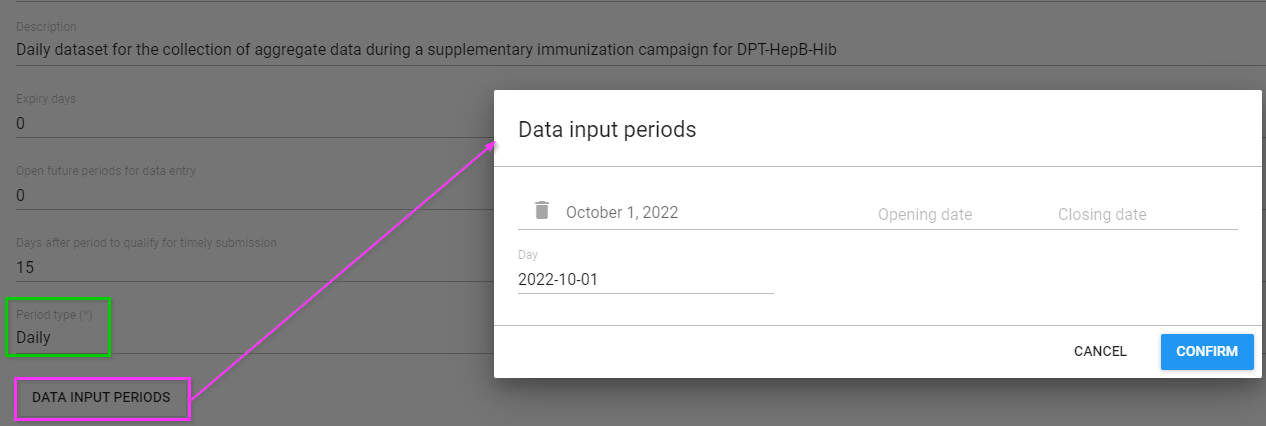 Description
Daily dataset for the collection of aggregate data during a supplementary immunization campaign for DPT-HepB-Hib
Expiry days
0
Open future periods for data entry
0
Days after period to qualify for timely submission
15
Period type (*)
Daily
DATA INPUT PERIODS
Data input periods
October 1, 2022 Opening date Closing date
Day
2022-10-01
CANCEL CONFIRM